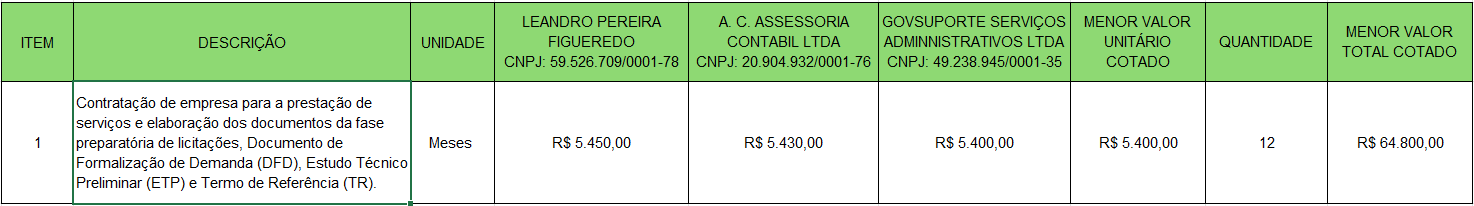 ITEM
DESCRIÇÃO
UNIDADE
LEANDRO PEREIRA
FIGUEREDO
CNPJ: 59.526.709/0001-78
A. C. ASSESSORIA
CONTABIL LTDA
CNPJ: 20.904.932/0001-76
GOVSUPORTE SERVIÇOS
ADMINNISTRATIVOS LTDA
CNPJ: 49.238.945/0001-35
MENOR VALOR
UNITÁRIO
COTADO
QUANTIDADE
MENOR VALOR
TOTAL COTADO
1
Contratação de empresa para a prestação de
serviços e elaboração dos documentos da fase
preparatória de licitações, Documento de
Formalização de Demanda (DFD), Estudo Técnico
Preliminar (ETP) e Termo de Referência (TR).
Meses
R$ 5.450,00
R$ 5.430,00
R$ 5.400,00
R$ 5.400,00
12
R$ 64.800,00